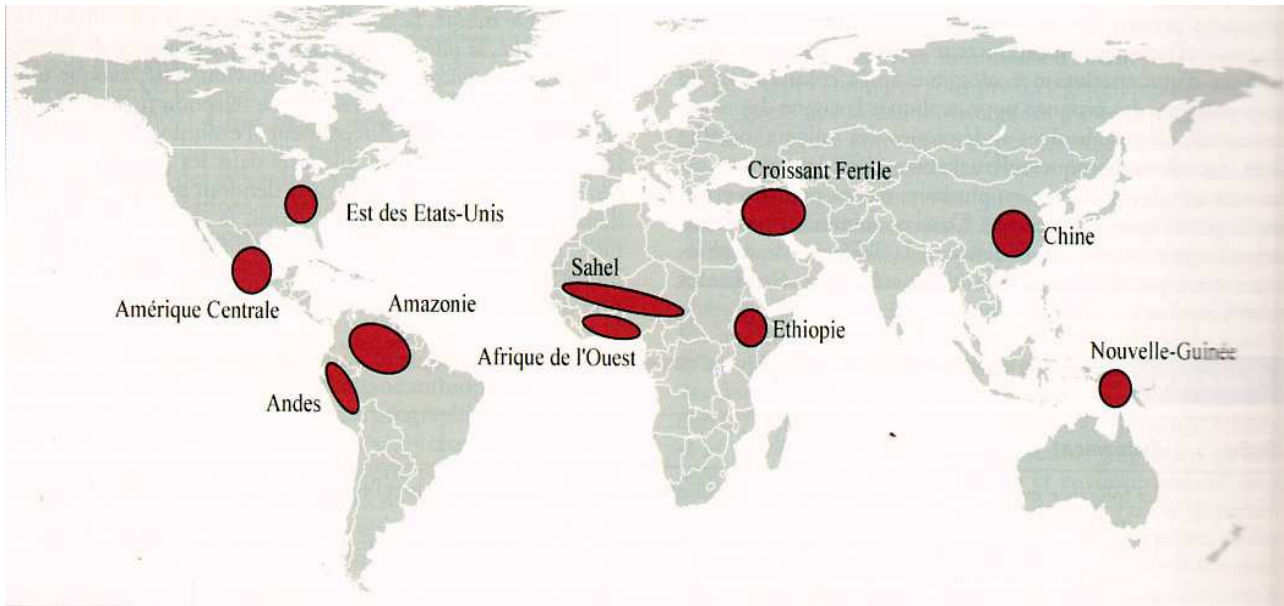 Croissant Fertile
Est des Etats-Unis
Chine
Sahel
Amérique Centrale
Amazonie
Ethiopie
Afrique de l'Ouest
Nouvelle-Guinée
Andes